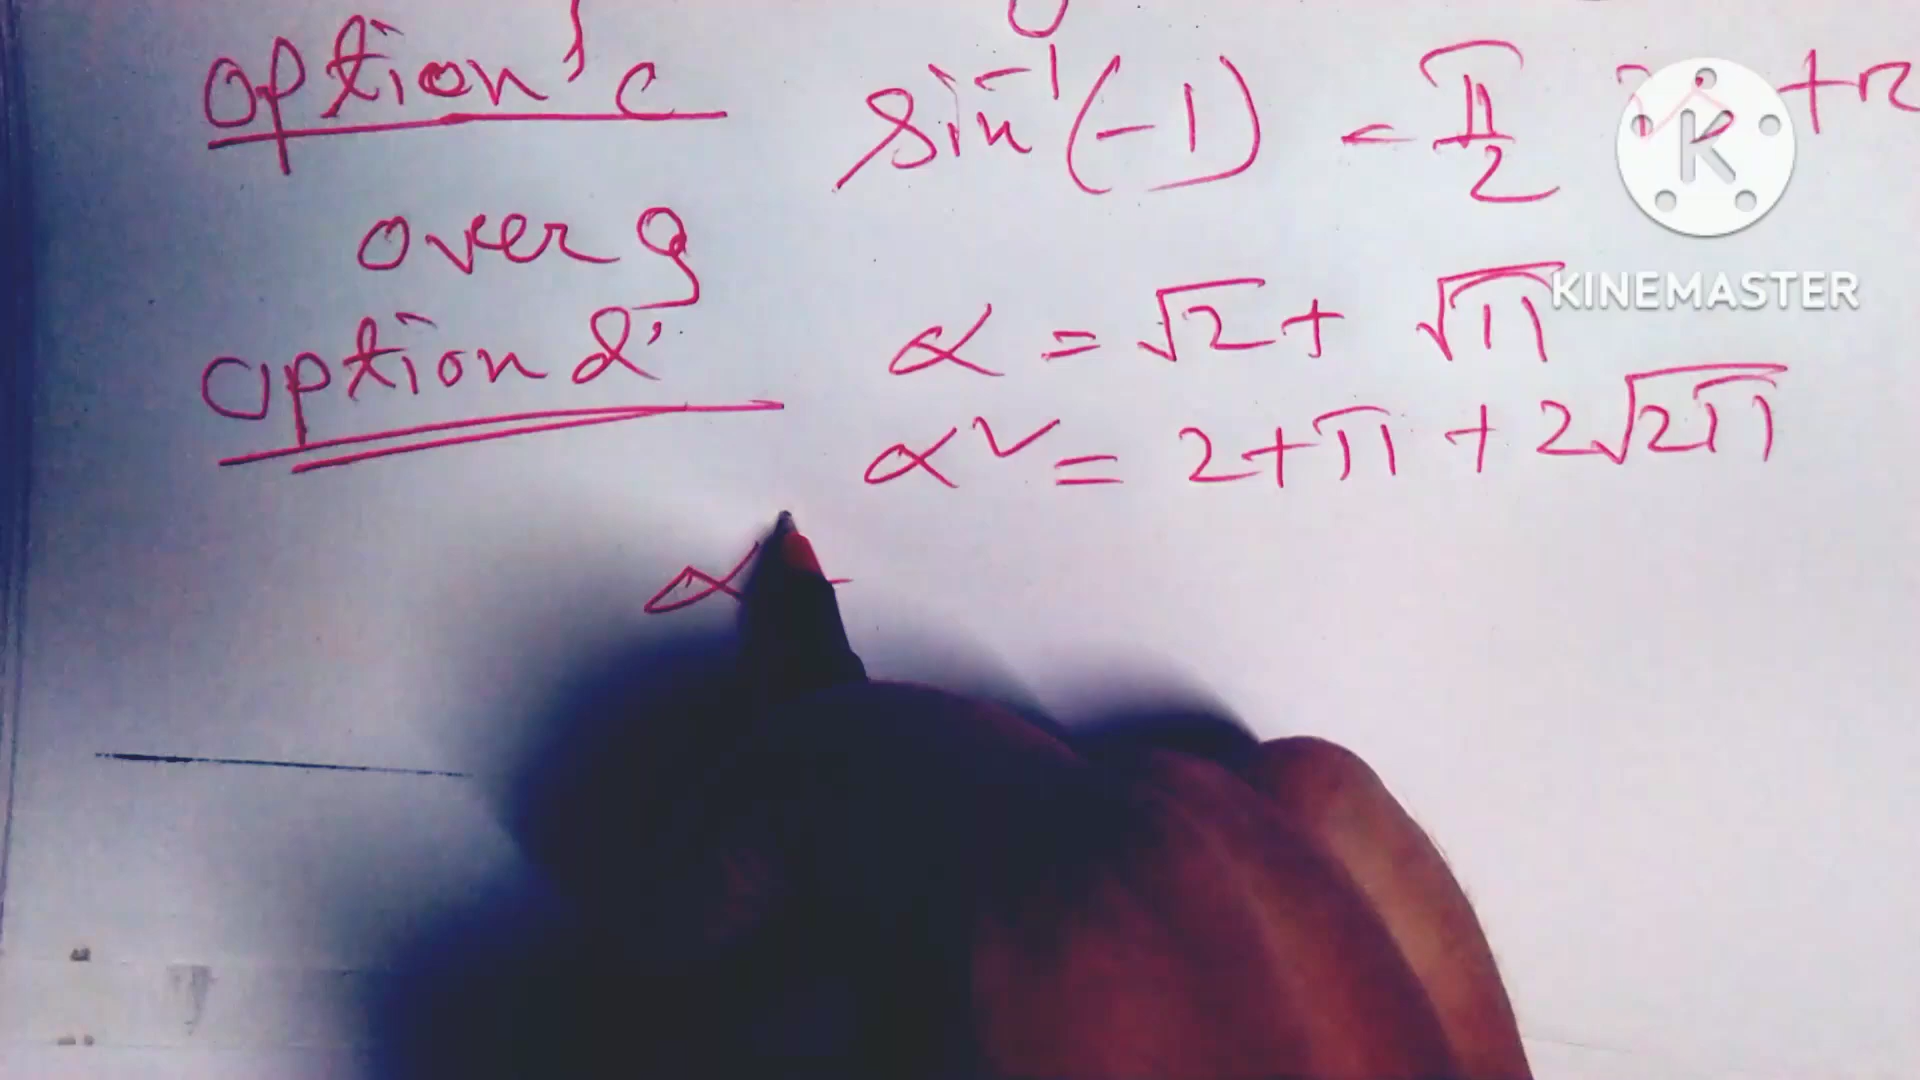 option c sin⁻¹(-1) = π/2
over Q
KINEMASTER
option d α = √2 + √π
α² = 2+π + 2√2π
α